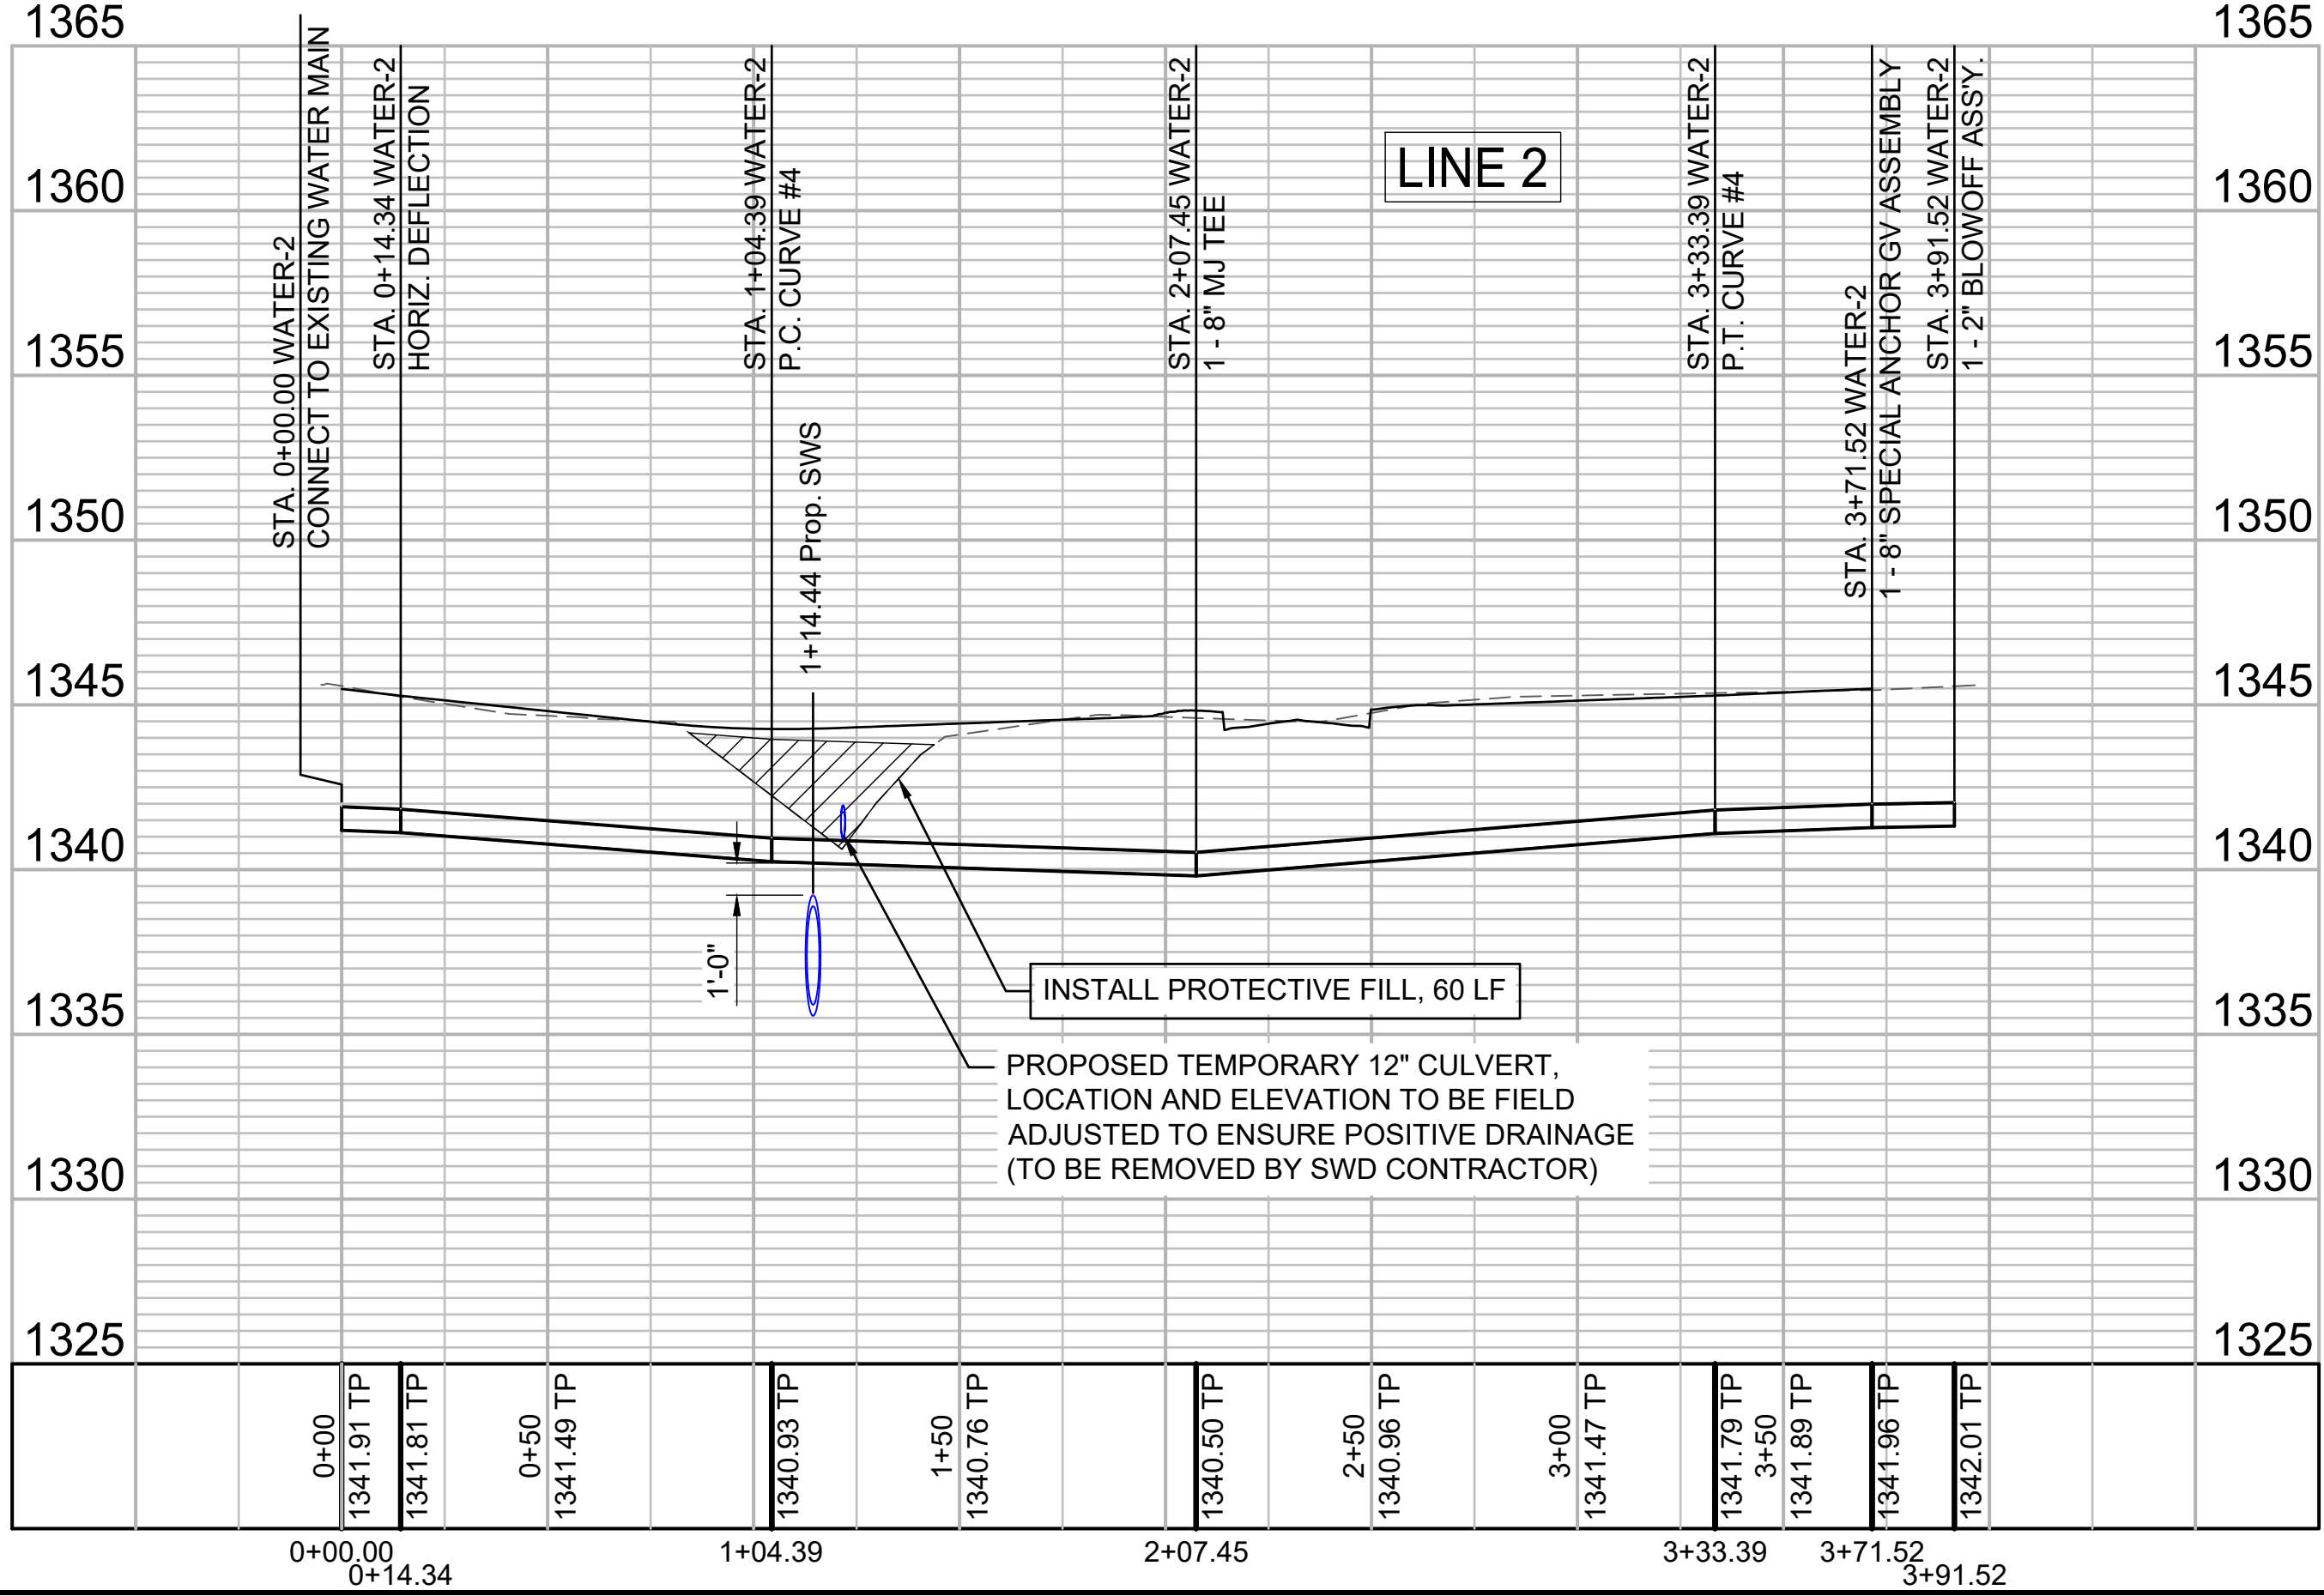 1365
1365
1360
1360
1355
1355
1350
1350
1345
1345
1340
1340
1335
1335
1330
1330
1325
1325
STA. 0+00.00 WATER-2
CONNECT TO EXISTING WATER MAIN
STA. 0+14.34 WATER-2
HORIZ. DEFLECTION
STA. 1+04.39 WATER-2
P.C. CURVE #4
1+14.44 Prop. SWS
STA. 2+07.45 WATER-2
1 - 8" MJ TEE
LINE 2
STA. 3+33.39 WATER-2
P.T. CURVE #4
STA. 3+71.52 WATER-2
1 - 8" SPECIAL ANCHOR GV ASSEMBLY
STA. 3+91.52 WATER-2
1 - 2" BLOWOFF ASS'Y.
1'-0"
INSTALL PROTECTIVE FILL, 60 LF
PROPOSED TEMPORARY 12" CULVERT,
LOCATION AND ELEVATION TO BE FIELD
ADJUSTED TO ENSURE POSITIVE DRAINAGE
(TO BE REMOVED BY SWD CONTRACTOR)
0+00
1341.91 TP
1341.81 TP
0+50
1341.49 TP
1340.93 TP
1+50
1340.76 TP
1340.50 TP
2+50
1340.96 TP
3+00
1341.47 TP
1341.79 TP
3+50
1341.89 TP
1341.96 TP
1342.01 TP
0+00.00
0+14.34
1+04.39
2+07.45
3+33.39
3+71.52
3+91.52